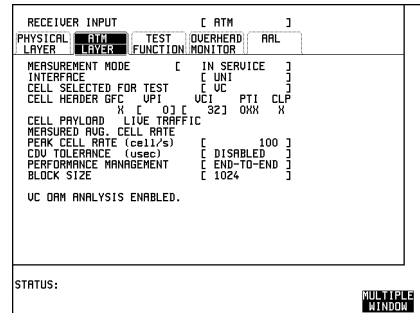 RECEIVER INPUT [ ATM ]
PHYSICAL LAYER ATM LAYER TEST FUNCTION OVERHEAD MONITOR AAL
MEASUREMENT MODE [ IN SERVICE ]
INTERFACE [ UNI ]
CELL SELECTED FOR TEST [ VC ]
CELL HEADER GFC VPI VCI PTI CLP
X [ 0] [ 32] 0XX X
CELL PAYLOAD LIVE TRAFFIC
MEASURED AVG. CELL RATE
PEAK CELL RATE (cell/s) [ 100 ]
CDV TOLERANCE (usec) [ DISABLED ]
PERFORMANCE MANAGEMENT [ END-TO-END ]
BLOCK SIZE [ 1024 ]
VC OAM ANALYSIS ENABLED.
STATUS:
MULTIPLE
WINDOW